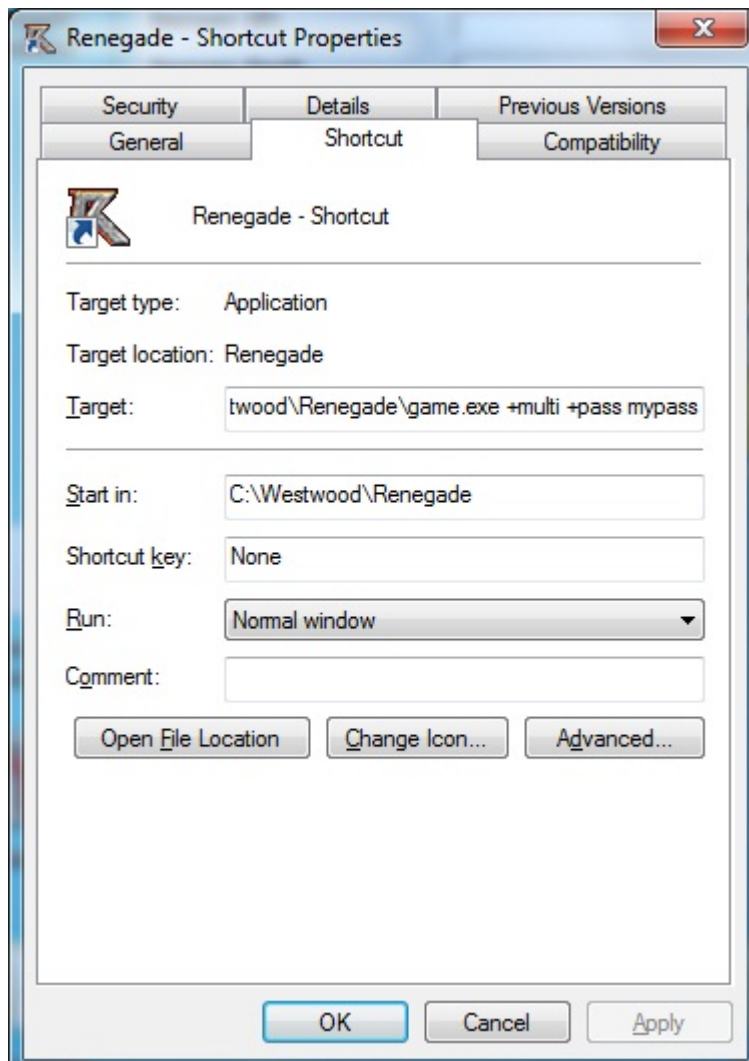 Renegade - Shortcut Properties
Security Details Previous Versions
General Shortcut Compatibility
Renegade - Shortcut
Target type: Application
Target location: Renegade
Target: twood\Renegade\game.exe +multi +pass mypass
Start in: C:\Westwood\Renegade
Shortcut key: None
Run: Normal window
Comment:
Open File Location Change Icon... Advanced...
OK Cancel Apply